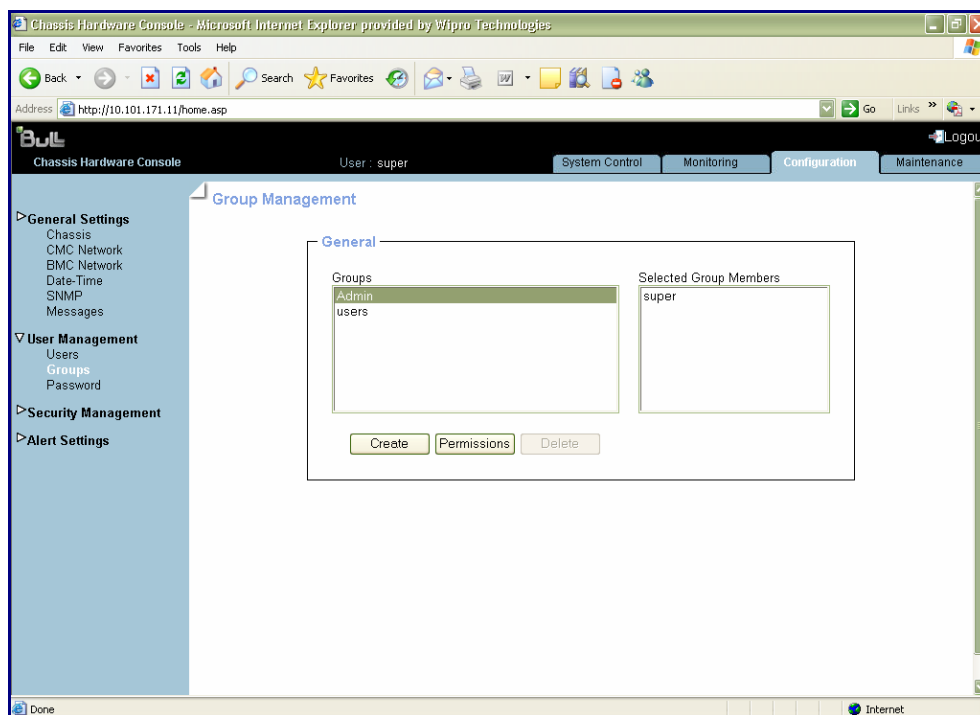 Chassis Hardware Console - Microsoft Internet Explorer provided by Wipro Technologies
File Edit View Favorites Tools Help
Back Search Favorites
Address http://10.101.171.11/home.asp Go Links »
Bull Logou
Chassis Hardware Console User : super System Control Monitoring Configuration Maintenance
Group Management
General Settings
Chassis
CMC Network
BMC Network
Date-Time
SNMP
Messages
User Management
Users
Groups
Password
Security Management
Alert Settings
General
Groups
Admin
users
Selected Group Members
super
Create Permissions Delete
Done Internet